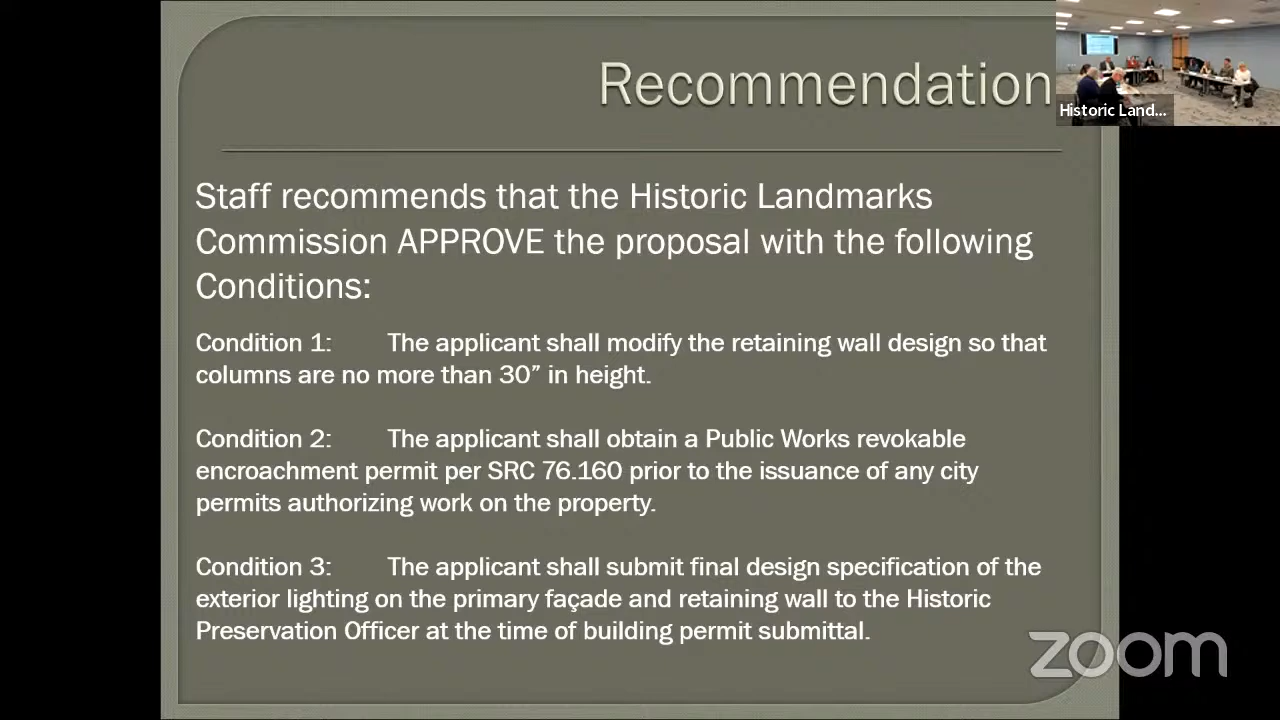 Recommendation
Historic Land...
Staff recommends that the Historic Landmarks
Commission APPROVE the proposal with the following
Conditions:
Condition 1: The applicant shall modify the retaining wall design so that
columns are no more than 30” in height.
Condition 2: The applicant shall obtain a Public Works revokable
encroachment permit per SRC 76.160 prior to the issuance of any city
permits authorizing work on the property.
Condition 3: The applicant shall submit final design specification of the
exterior lighting on the primary façade and retaining wall to the Historic
Preservation Officer at the time of building permit submittal.
zoom